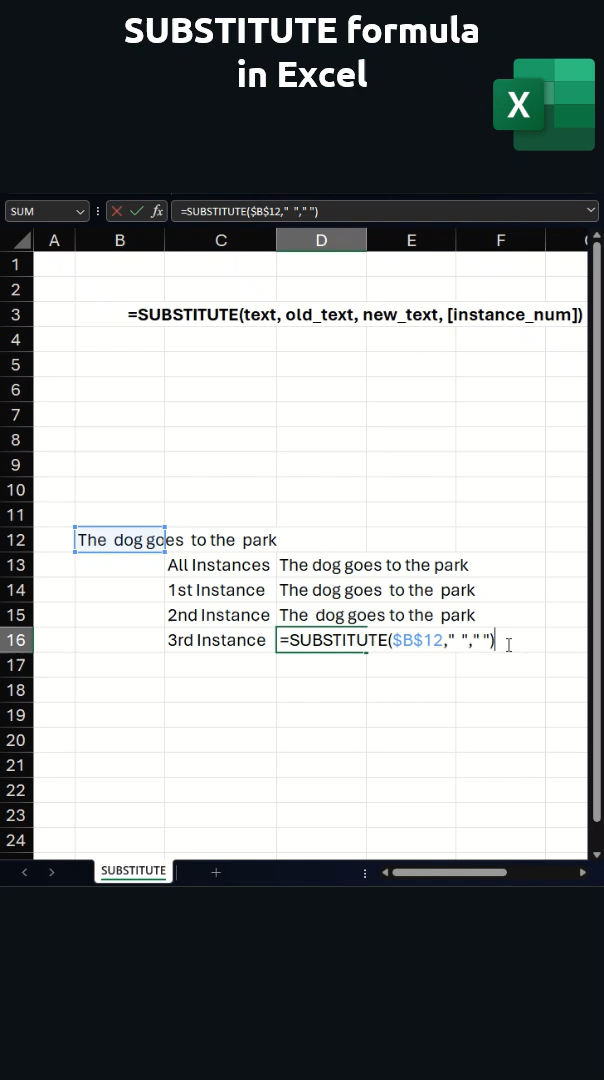 SUBSTITUTE formula
in Excel
X
SUM fx =SUBSTITUTE($B$12,"  "," ")
A B C D E F
1
2
3 =SUBSTITUTE(text, old_text, new_text, [instance_num])
4
5
6
7
8
9
10
11
12 The  dog goes  to the  park
13 All Instances The dog goes to the park
14 1st Instance The dog goes  to the  park
15 2nd Instance The  dog goes to the  park
16 3rd Instance =SUBSTITUTE($B$12,"  "," ")
17
18
19
20
21
22
23
24
SUBSTITUTE +